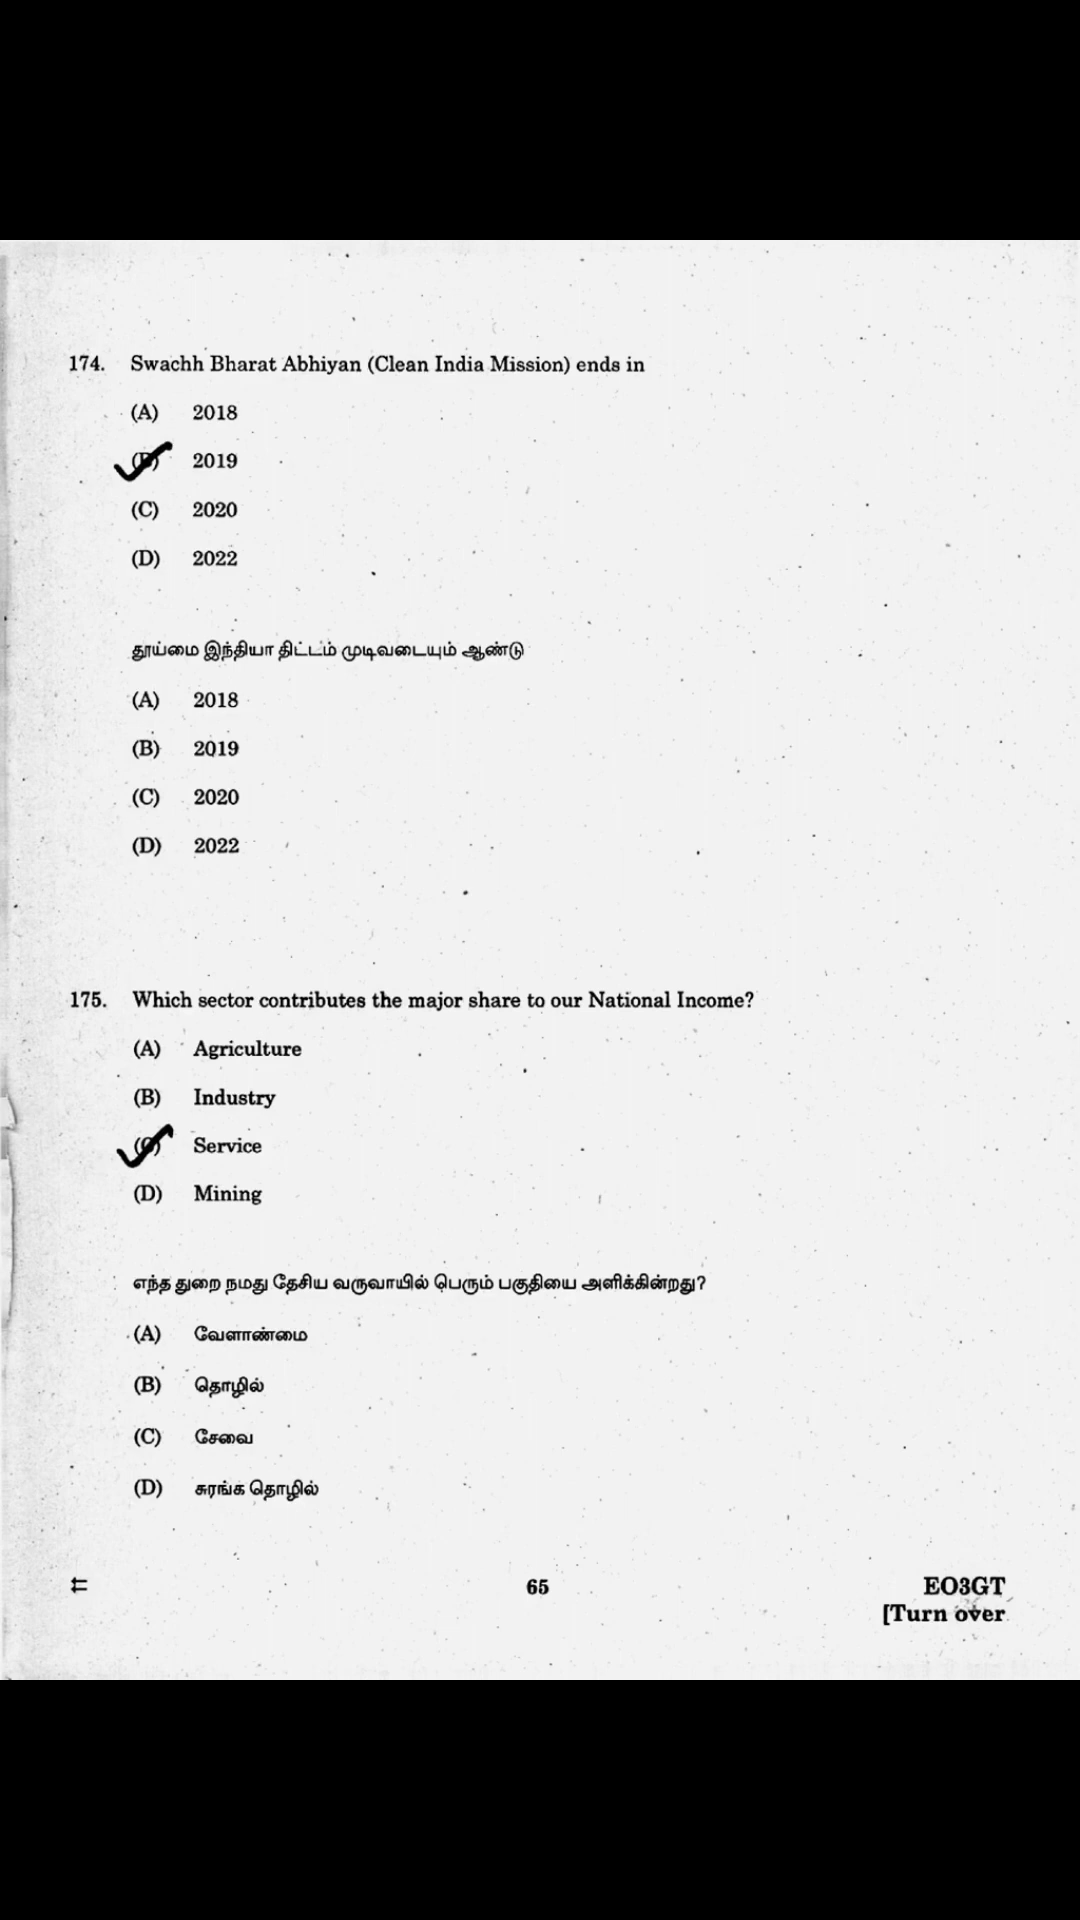 174. Swachh Bharat Abhiyan (Clean India Mission) ends in
(A) 2018
(B) 2019
(C) 2020
(D) 2022
தூய்மை இந்தியா திட்டம் முடிவடையும் ஆண்டு
(A) 2018
(B) 2019
(C) 2020
(D) 2022
175. Which sector contributes the major share to our National Income?
(A) Agriculture
(B) Industry
(C) Service
(D) Mining
எந்த துறை நமது தேசிய வருவாயில் பெரும் பகுதியை அளிக்கின்றது?
(A) வேளாண்மை
(B) தொழில்
(C) சேவை
(D) சுரங்க தொழில்
65
EO3GT
[Turn over